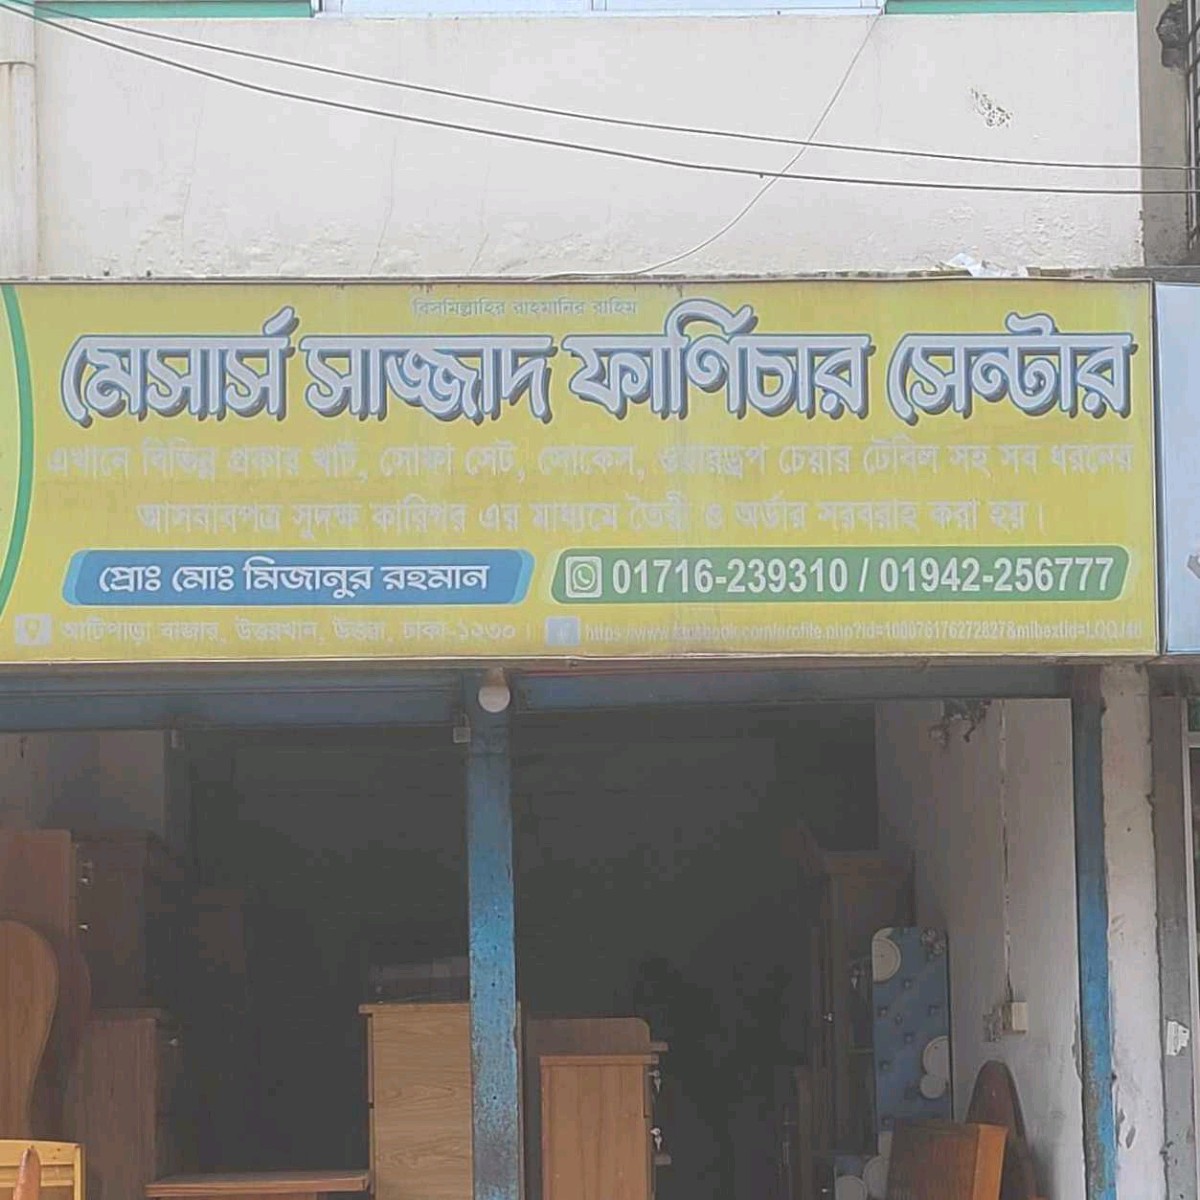 বিসমিল্লাহির রাহমানির রাহিম
মেসার্স সাজ্জাদ ফার্ণিচার সেন্টার
এখানে বিভিন্ন প্রকার খাট, সোফা সেট, শোকেস, ওয়ারড্রপ চেয়ার টেবিল সহ সব ধরনের
আসবাবপত্র সুদক্ষ কারিগর এর মাধ্যমে তৈরী ও অর্ডার সরবরাহ করা হয়।
প্রোঃ মোঃ মিজানুর রহমান
01716-239310 / 01942-256777
আটিপাড়া বাজার, উত্তরখান, উত্তরা, ঢাকা-১২৩০।